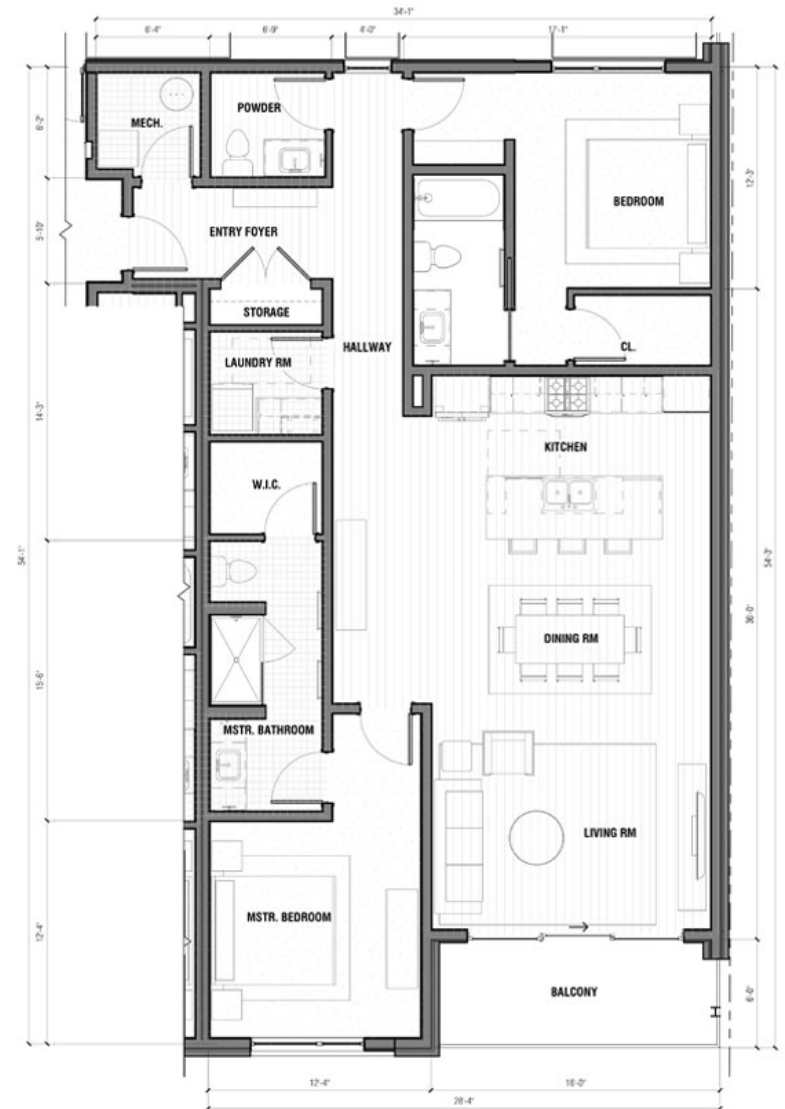 34'-1"
6'-4"
6'-9"
4'-0"
17'-1"
MECH.
POWDER
6'-2"
12'-3"
BEDROOM
5'-10"
ENTRY FOYER
STORAGE
HALLWAY
CL.
LAUNDRY RM
14'-3"
KITCHEN
W.I.C.
54'-1"
54'-3"
36'-0"
DINING RM
15'-6"
MSTR. BATHROOM
LIVING RM
MSTR. BEDROOM
12'-4"
BALCONY
6'-0"
12'-4"
16'-0"
28'-4"